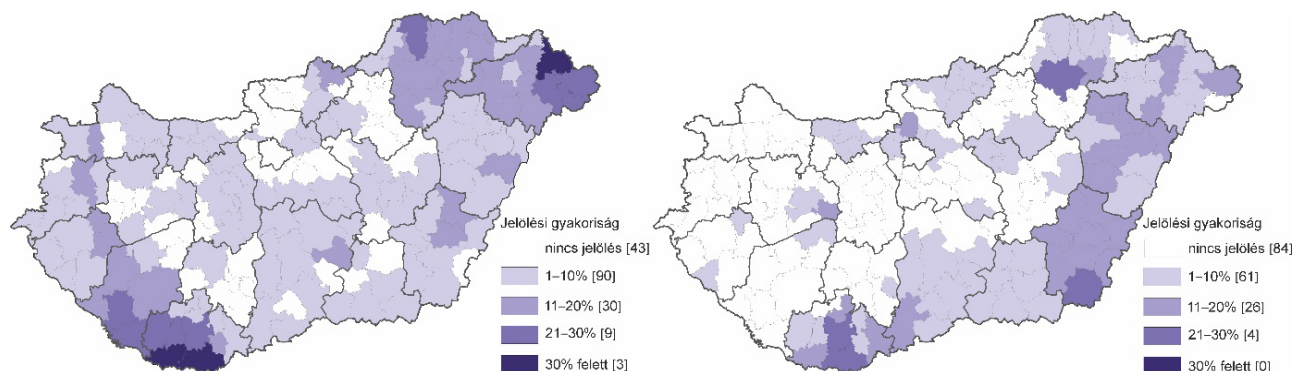 Jelölési gyakoriság
nincs jelölés [43]
1–10% [90]
11–20% [30]
21–30% [9]
30% felett [3]
Jelölési gyakoriság
nincs jelölés [84]
1–10% [61]
11–20% [26]
21–30% [4]
30% felett [0]